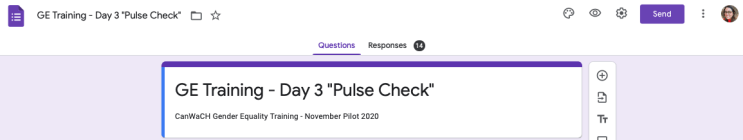 GE Training - Day 3 "Pulse Check"
Send
Questions Responses 14
GE Training - Day 3 "Pulse Check"
CanWaCH Gender Equality Training - November Pilot 2020
TT